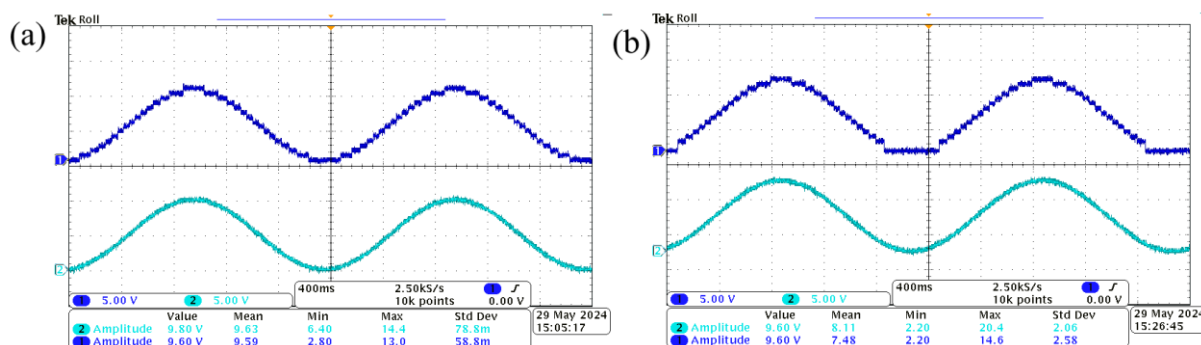 (a)
Tek Roll
1
2
1 5.00 V 2 5.00 V
400ms 2.50kS/s 1
10k points 0.00 V
Value Mean Min Max Std Dev
2 Amplitude 9.80 V 9.63 6.40 14.4 78.8m
1 Amplitude 9.60 V 9.59 2.80 13.0 58.8m
29 May 2024
15:05:17
(b)
Tek Roll
1
2
1 5.00 V 2 5.00 V
400ms 2.50kS/s 1
10k points 0.00 V
Value Mean Min Max Std Dev
2 Amplitude 9.60 V 8.11 2.20 20.4 2.06
1 Amplitude 9.60 V 7.48 2.20 14.6 2.58
29 May 2024
15:26:45